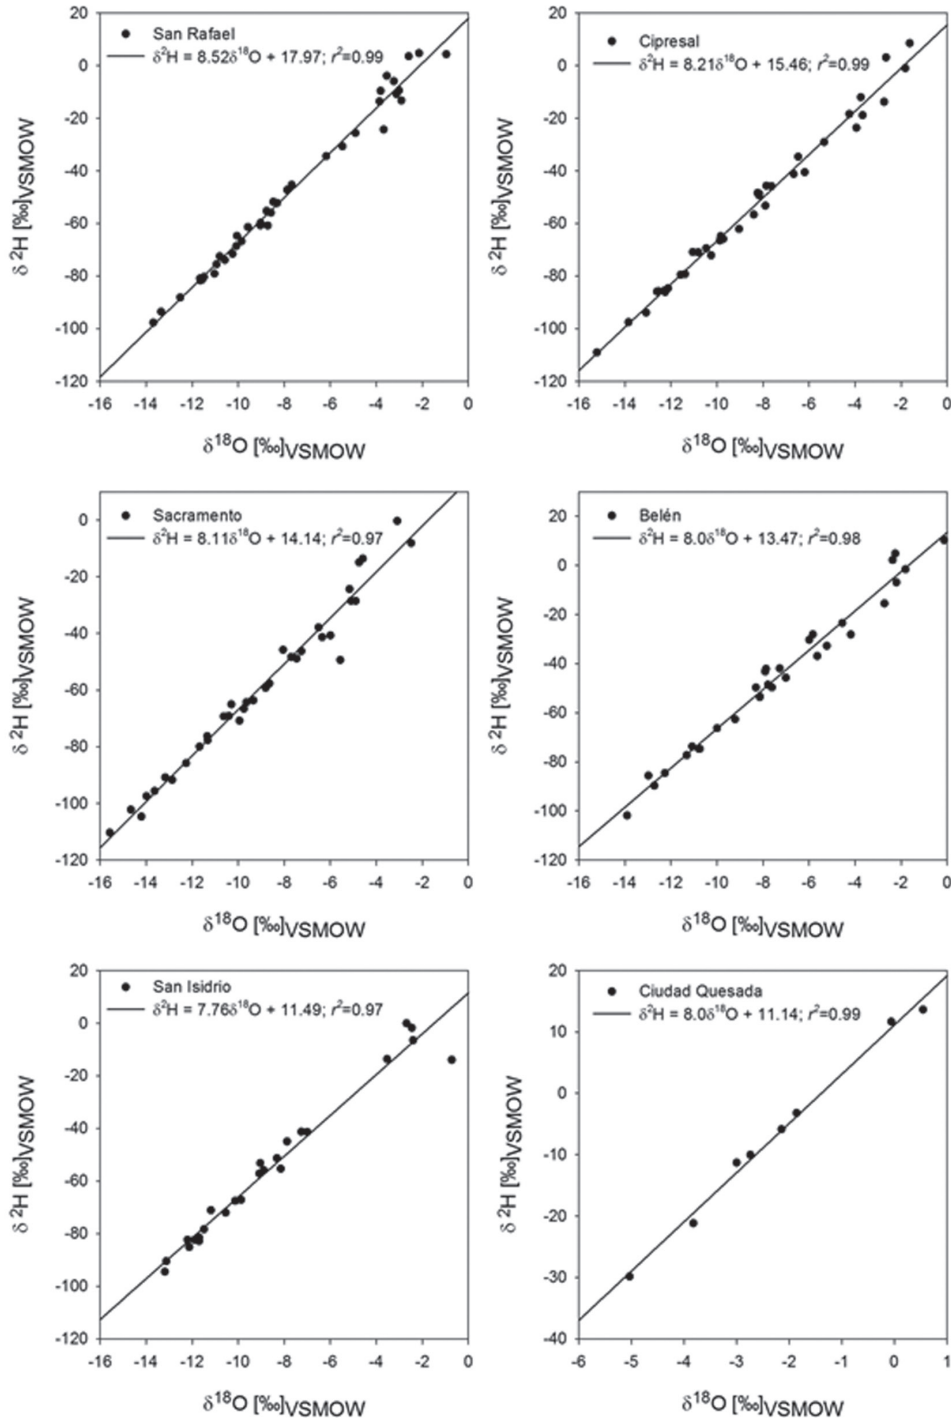 San Rafael
δ²H = 8.52δ¹⁸O + 17.97; r²=0.99
20
0
-20
-40
-60
-80
-100
-120
δ ²H [‰]VSMOW
-16 -14 -12 -10 -8 -6 -4 -2 0
δ¹⁸O [‰]VSMOW
Cipresal
δ²H = 8.21δ¹⁸O + 15.46; r²=0.99
20
0
-20
-40
-60
-80
-100
-120
δ ²H [‰]VSMOW
-16 -14 -12 -10 -8 -6 -4 -2 0
δ¹⁸O [‰]VSMOW
Sacramento
δ²H = 8.11δ¹⁸O + 14.14; r²=0.97
0
-20
-40
-60
-80
-100
-120
δ ²H [‰]VSMOW
-16 -14 -12 -10 -8 -6 -4 -2 0
δ¹⁸O [‰]VSMOW
Belén
δ²H = 8.0δ¹⁸O + 13.47; r²=0.98
20
0
-20
-40
-60
-80
-100
-120
δ ²H [‰]VSMOW
-16 -14 -12 -10 -8 -6 -4 -2 0
δ¹⁸O [‰]VSMOW
San Isidrio
δ²H = 7.76δ¹⁸O + 11.49; r²=0.97
20
0
-20
-40
-60
-80
-100
-120
δ ²H [‰]VSMOW
-16 -14 -12 -10 -8 -6 -4 -2 0
δ¹⁸O [‰]VSMOW
Ciudad Quesada
δ²H = 8.0δ¹⁸O + 11.14; r²=0.99
20
10
0
-10
-20
-30
-40
δ ²H [‰]VSMOW
-6 -5 -4 -3 -2 -1 0 1
δ¹⁸O [‰]VSMOW